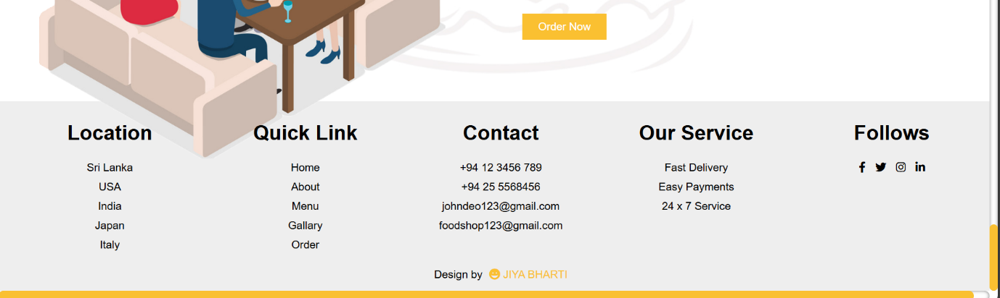 Order Now
Location
Sri Lanka
USA
India
Japan
Italy
Quick Link
Home
About
Menu
Gallary
Order
Contact
+94 12 3456 789
+94 25 5568456
johndeo123@gmail.com
foodshop123@gmail.com
Our Service
Fast Delivery
Easy Payments
24 x 7 Service
Follows
Design by JIYA BHARTI